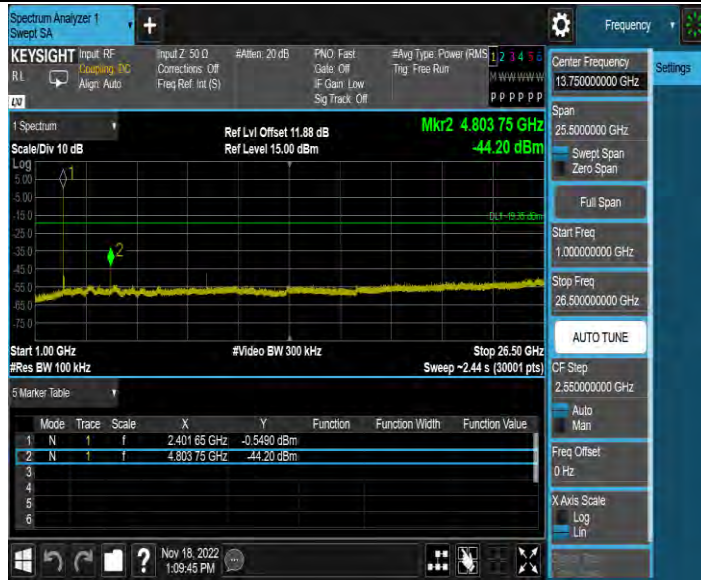 Spectrum Analyzer 1
Swept SA
+
Frequency
KEYSIGHT Input: RF Input Z: 50 Ω #Atten: 20 dB PNO: Fast #Avg Type: Power (RMS 1 2 3 4 5 6
RL Coupling: DC Corrections: Off Gate: Off Trig: Free Run M W W W W W
Align: Auto Freq Ref: Int (S) IF Gain: Low
Sig Track: Off P P P P P P
LXI
1 Spectrum
Ref Lvl Offset 11.88 dB Mkr2 4.803 75 GHz
Scale/Div 10 dB Ref Level 15.00 dBm -44.20 dBm
Log
5.00
-5.00
-15.0
-25.0
-35.0
-45.0
-55.0
-65.0
-75.0
1
2
DL1 -19.35 dBm
Start 1.00 GHz #Video BW 300 kHz Stop 26.50 GHz
#Res BW 100 kHz Sweep ~2.44 s (30001 pts)
5 Marker Table
Mode Trace Scale X Y Function Function Width Function Value
1 N 1 f 2.401 65 GHz -0.5490 dBm
2 N 1 f 4.803 75 GHz -44.20 dBm
3
4
5
6
Nov 18, 2022
1:09:45 PM
?
Center Frequency
13.750000000 GHz
Settings
Span
25.5000000 GHz
Swept Span
Zero Span
Full Span
Start Freq
1.000000000 GHz
Stop Freq
26.500000000 GHz
AUTO TUNE
CF Step
2.550000000 GHz
Auto
Man
Freq Offset
0 Hz
X Axis Scale
Log
Lin